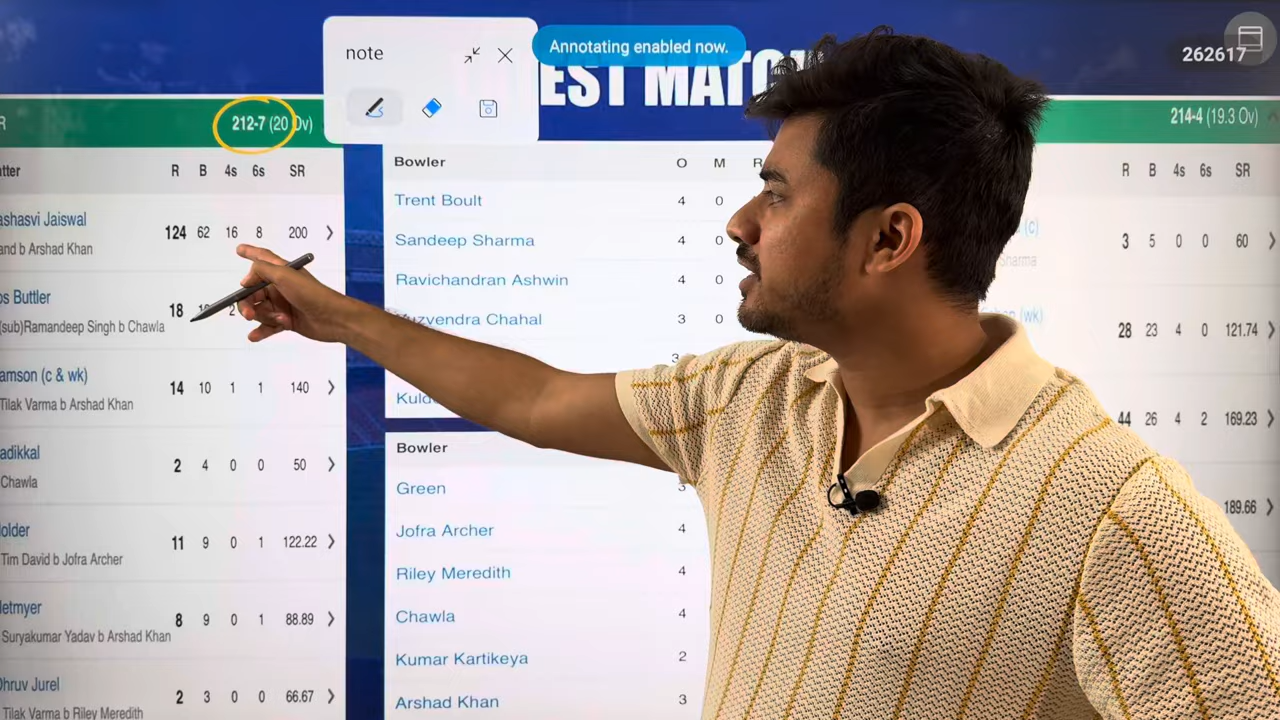 note
Annotating enabled now.
262617
EST MATC
R
212-7 (20 Ov)
214-4 (19.3 Ov)
atter R B 4s 6s SR
ashasvi Jaiswal
and b Arshad Khan
124 62 16 8 200
os Buttler
(sub)Ramandeep Singh b Chawla
18
amson (c & wk)
Tilak Varma b Arshad Khan
14 10 1 1 140
adikkal
Chawla
2 4 0 0 50
older
Tim David b Jofra Archer
11 9 0 1 122.22
etmyer
Suryakumar Yadav b Arshad Khan
8 9 0 1 88.89
Dhruv Jurel
Tilak Varma b Riley Meredith
2 3 0 0 66.67
Bowler O M R
Trent Boult 4 0
Sandeep Sharma 4 0
Ravichandran Ashwin 4 0
Yuzvendra Chahal 3 0
3
Kuld
Bowler
Green 3
Jofra Archer 4
Riley Meredith 4
Chawla 4
Kumar Kartikeya 2
Arshad Khan 3
R B 4s 6s SR
(c)
harma
3 5 0 0 60
(wk)
28 23 4 0 121.74
44 26 4 2 169.23
189.66